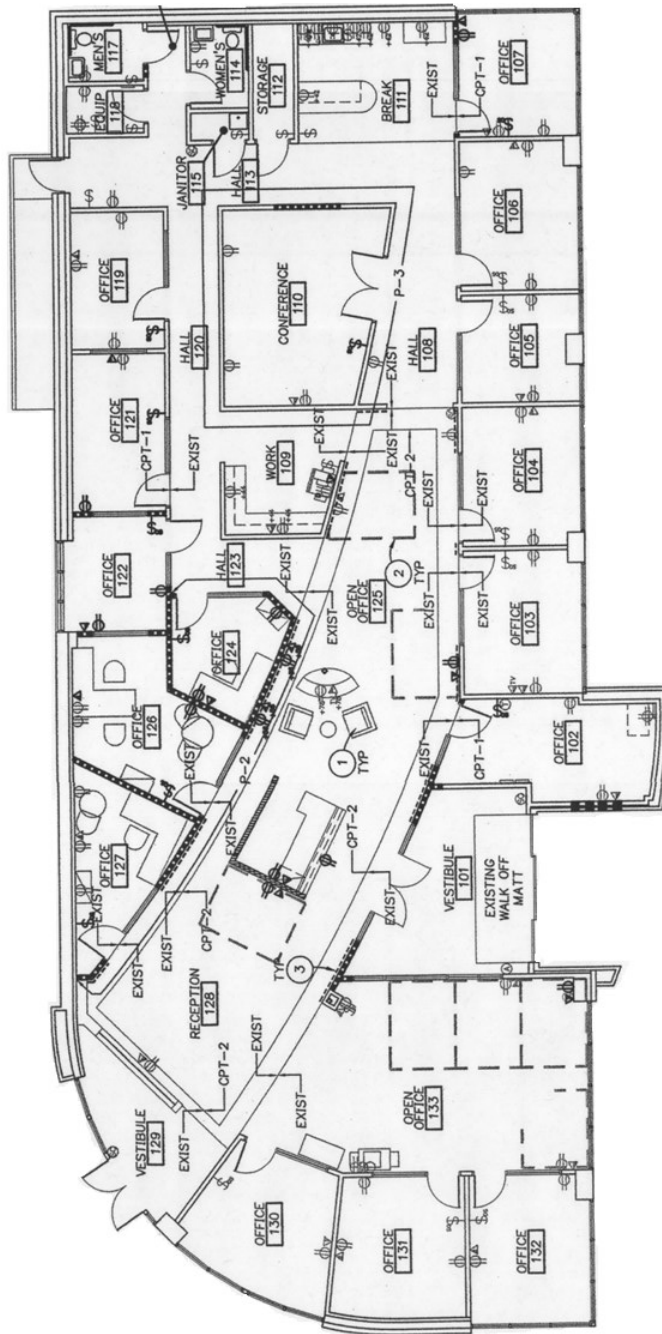 MEN'S
117
EQUIP
118
WOMEN'S
114
STORAGE
112
BREAK
111
EXIST
CPT-1
OFFICE
107
JANITOR
115
HALL
113
OFFICE
106
OFFICE
119
HALL
120
CONFERENCE
110
P-3
HALL
108
OFFICE
105
OFFICE
121
CPT-1
EXIST
EXIST
WORK
109
EXIST
EXIST
EXIST
CPT-2
OFFICE
104
EXIST
EXIST
OFFICE
122
HALL
123
EXIST
2
TYP
OPEN
OFFICE
125
EXIST
EXIST
OFFICE
103
OFFICE
124
OFFICE
126
EXIST
P-2
1
TYP
EXIST
CPT-1
OFFICE
102
OFFICE
127
EXIST
EXIST
EXIST
CPT-2
CPT-2
EXIST
VESTIBULE
101
EXISTING
WALK OFF
MATT
EXIST
TYP
3
RECEPTION
128
EXIST
CPT-2
EXIST
VESTIBULE
129
OPEN
OFFICE
133
OFFICE
130
OFFICE
131
OFFICE
132